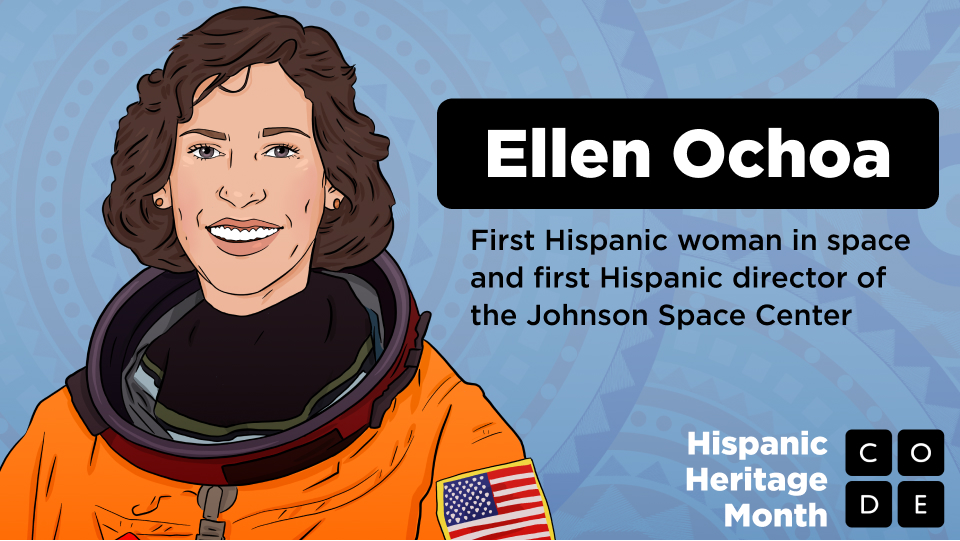 Ellen Ochoa
First Hispanic woman in space
and first Hispanic director of
the Johnson Space Center
Hispanic
Heritage
Month
C O
D E